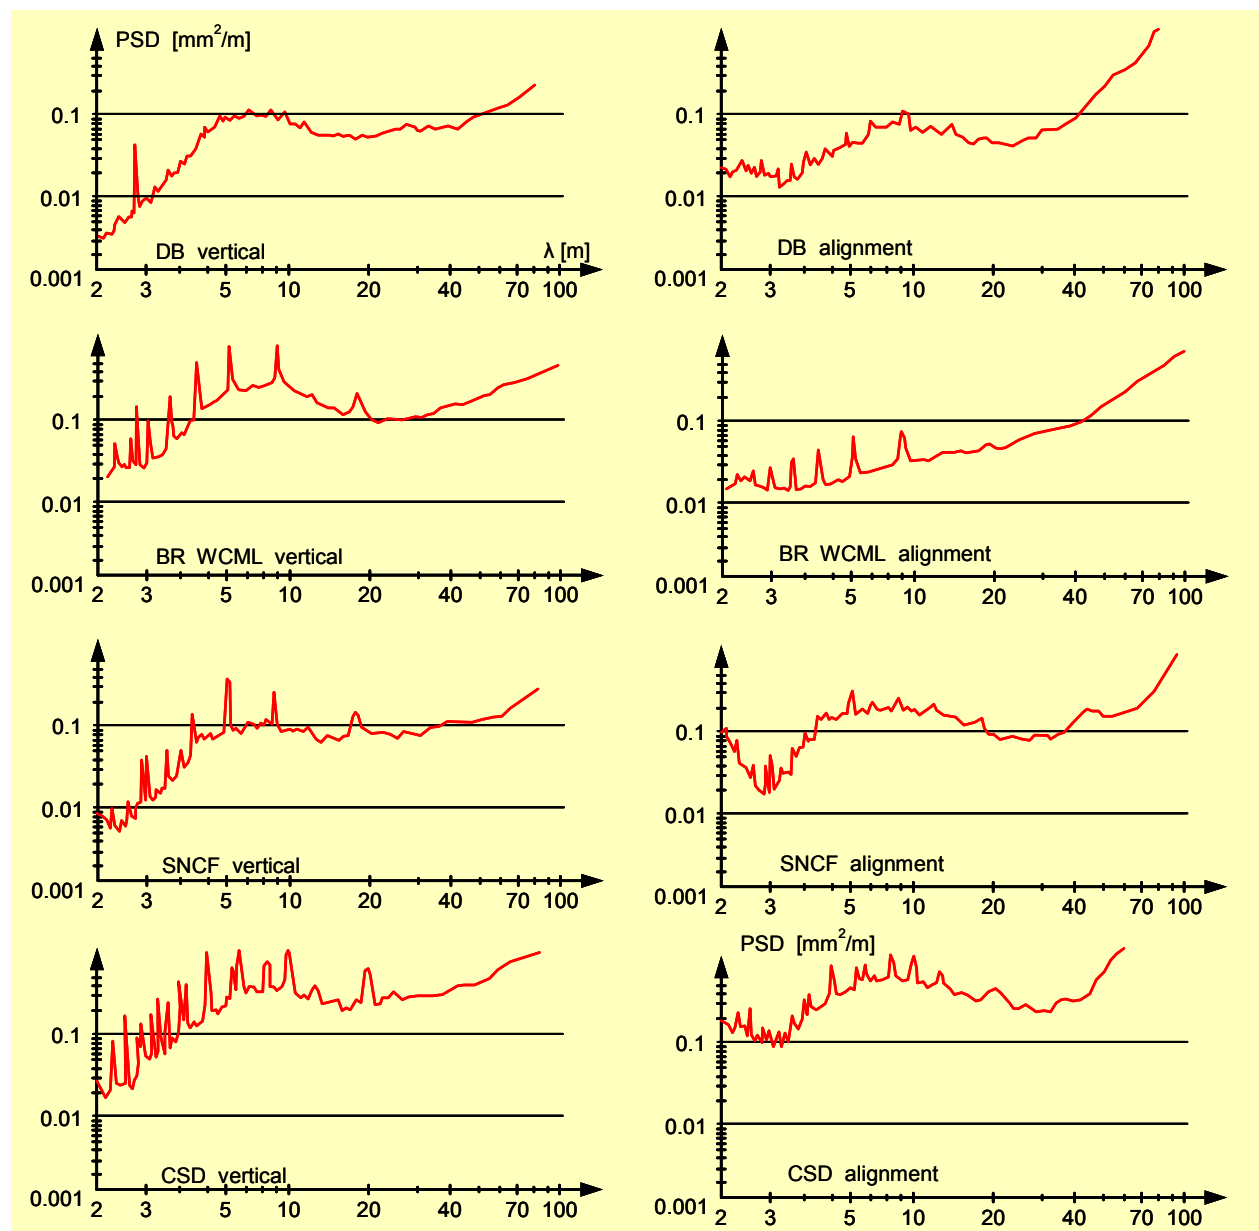 PSD [mm²/m]
0.1
0.01
0.001
DB vertical
λ [m]
2 3 5 10 20 40 70 100
0.1
0.01
0.001
DB alignment
2 3 5 10 20 40 70 100
0.1
0.01
0.001
BR WCML vertical
2 3 5 10 20 40 70 100
0.1
0.01
0.001
BR WCML alignment
2 3 5 10 20 40 70 100
0.1
0.01
0.001
SNCF vertical
2 3 5 10 20 40 70 100
0.1
0.01
0.001
SNCF alignment
2 3 5 10 20 40 70 100
0.1
0.01
0.001
CSD vertical
2 3 5 10 20 40 70 100
PSD [mm²/m]
0.1
0.01
0.001
CSD alignment
2 3 5 10 20 40 70 100